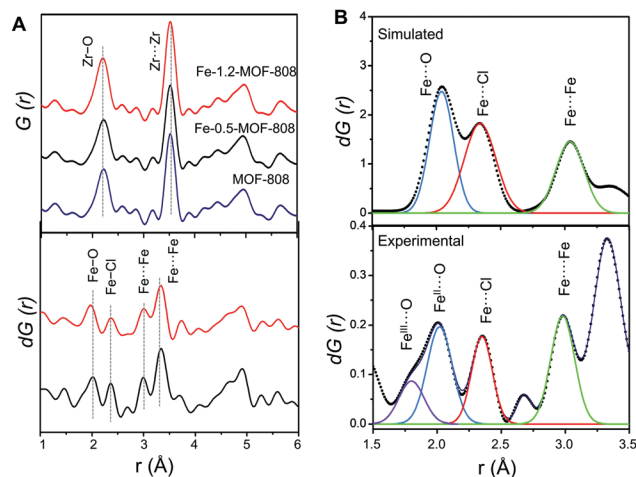 A
Zr−O
Zr···Zr
Fe-1.2-MOF-808
Fe-0.5-MOF-808
MOF-808
G (r)
Fe−O
Fe−Cl
Fe···Fe
Fe····Fe
dG (r)
1 2 3 4 5 6
r (Å)
B
Simulated
Fe····O
Fe····Cl
Fe····Fe
4
3
2
1
0
dG (r)
0.4
Experimental
Feᴵᴵᴵ····O
Feᴵᴵ····O
Fe····Cl
Fe·····Fe
0.3
0.2
0.1
0.0
dG (r)
1.5 2.0 2.5 3.0 3.5
r (Å)